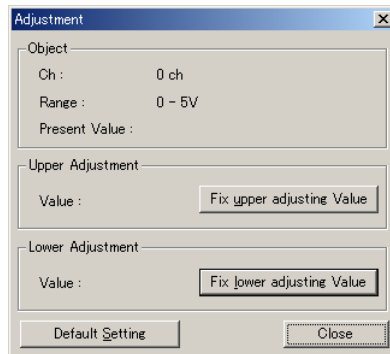 Adjustment
Object
Ch : 0 ch
Range : 0 - 5V
Present Value :
Upper Adjustment
Value : Fix upper adjusting Value
Lower Adjustment
Value : Fix lower adjusting Value
Default Setting Close